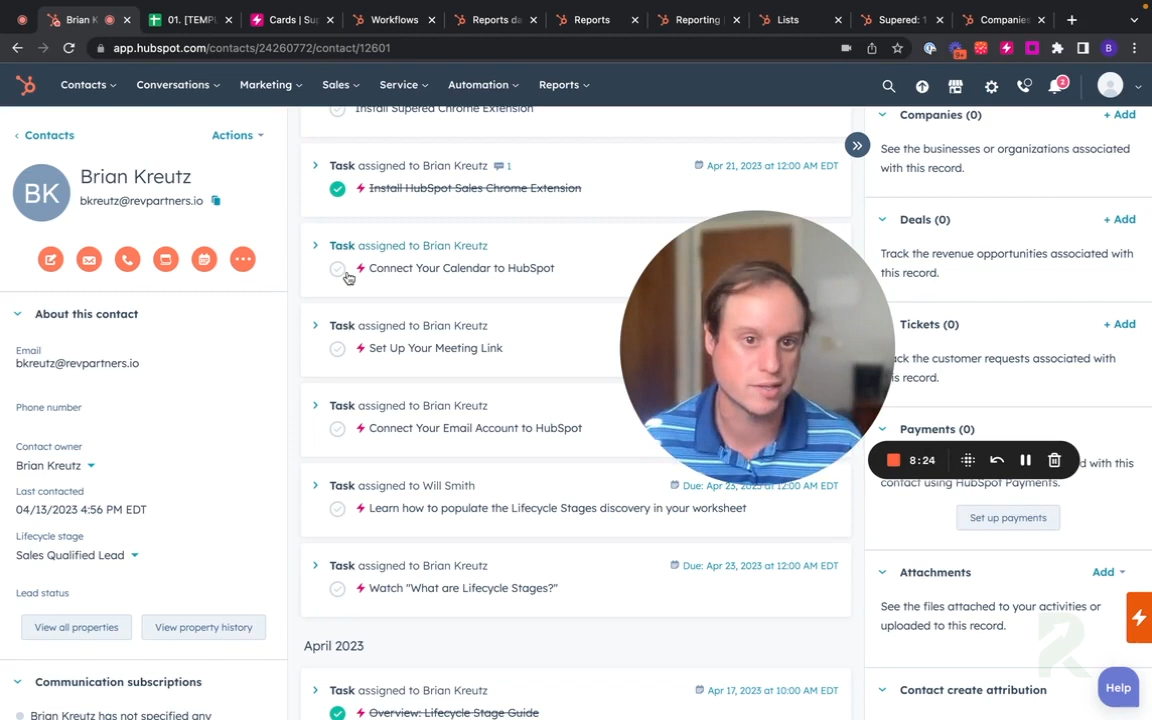 Brian K
01. [TEMPL
Cards | Sup
Workflows
Reports da
Reports
Reporting
Lists
Supered: 1
Companies
app.hubspot.com/contacts/24260772/contact/12601
9+
B
Contacts
Conversations
Marketing
Sales
Service
Automation
Reports
2
Contacts
Actions
BK
Brian Kreutz
bkreutz@revpartners.io
About this contact
Email
bkreutz@revpartners.io
Phone number
Contact owner
Brian Kreutz
Last contacted
04/13/2023 4:56 PM EDT
Lifecycle stage
Sales Qualified Lead
Lead status
View all properties
View property history
Communication subscriptions
Brian Kreutz has not specified any
Install Supered Chrome Extension
Task assigned to Brian Kreutz 1
Apr 21, 2023 at 12:00 AM EDT
Install HubSpot Sales Chrome Extension
Task assigned to Brian Kreutz
Connect Your Calendar to HubSpot
Task assigned to Brian Kreutz
Set Up Your Meeting Link
Task assigned to Brian Kreutz
Connect Your Email Account to HubSpot
Task assigned to Will Smith
Due: Apr 23, 2023 at 12:00 AM EDT
Learn how to populate the Lifecycle Stages discovery in your worksheet
Task assigned to Brian Kreutz
Due: Apr 23, 2023 at 12:00 AM EDT
Watch "What are Lifecycle Stages?"
April 2023
Task assigned to Brian Kreutz
Apr 17, 2023 at 10:00 AM EDT
Overview: Lifecycle Stage Guide
Companies (0)
+ Add
See the businesses or organizations associated
with this record.
Deals (0)
+ Add
Track the revenue opportunities associated with
this record.
Tickets (0)
+ Add
ack the customer requests associated with
is record.
Payments (0)
8:24
d with this
contact using HubSpot Payments.
Set up payments
Attachments
Add
See the files attached to your activities or
uploaded to this record.
Contact create attribution
Help